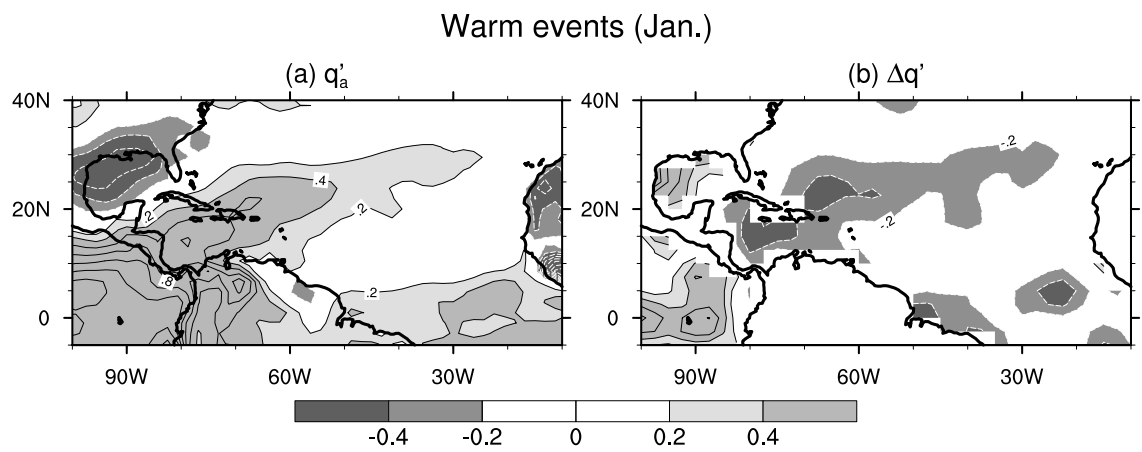 Warm events (Jan.)
(a) q'a
(b) Δq'
40N
20N
0
90W
60W
30W
.4
.2
.2
.8
.2
40N
20N
0
90W
60W
30W
-.2
-.2
-0.4
-0.2
0
0.2
0.4